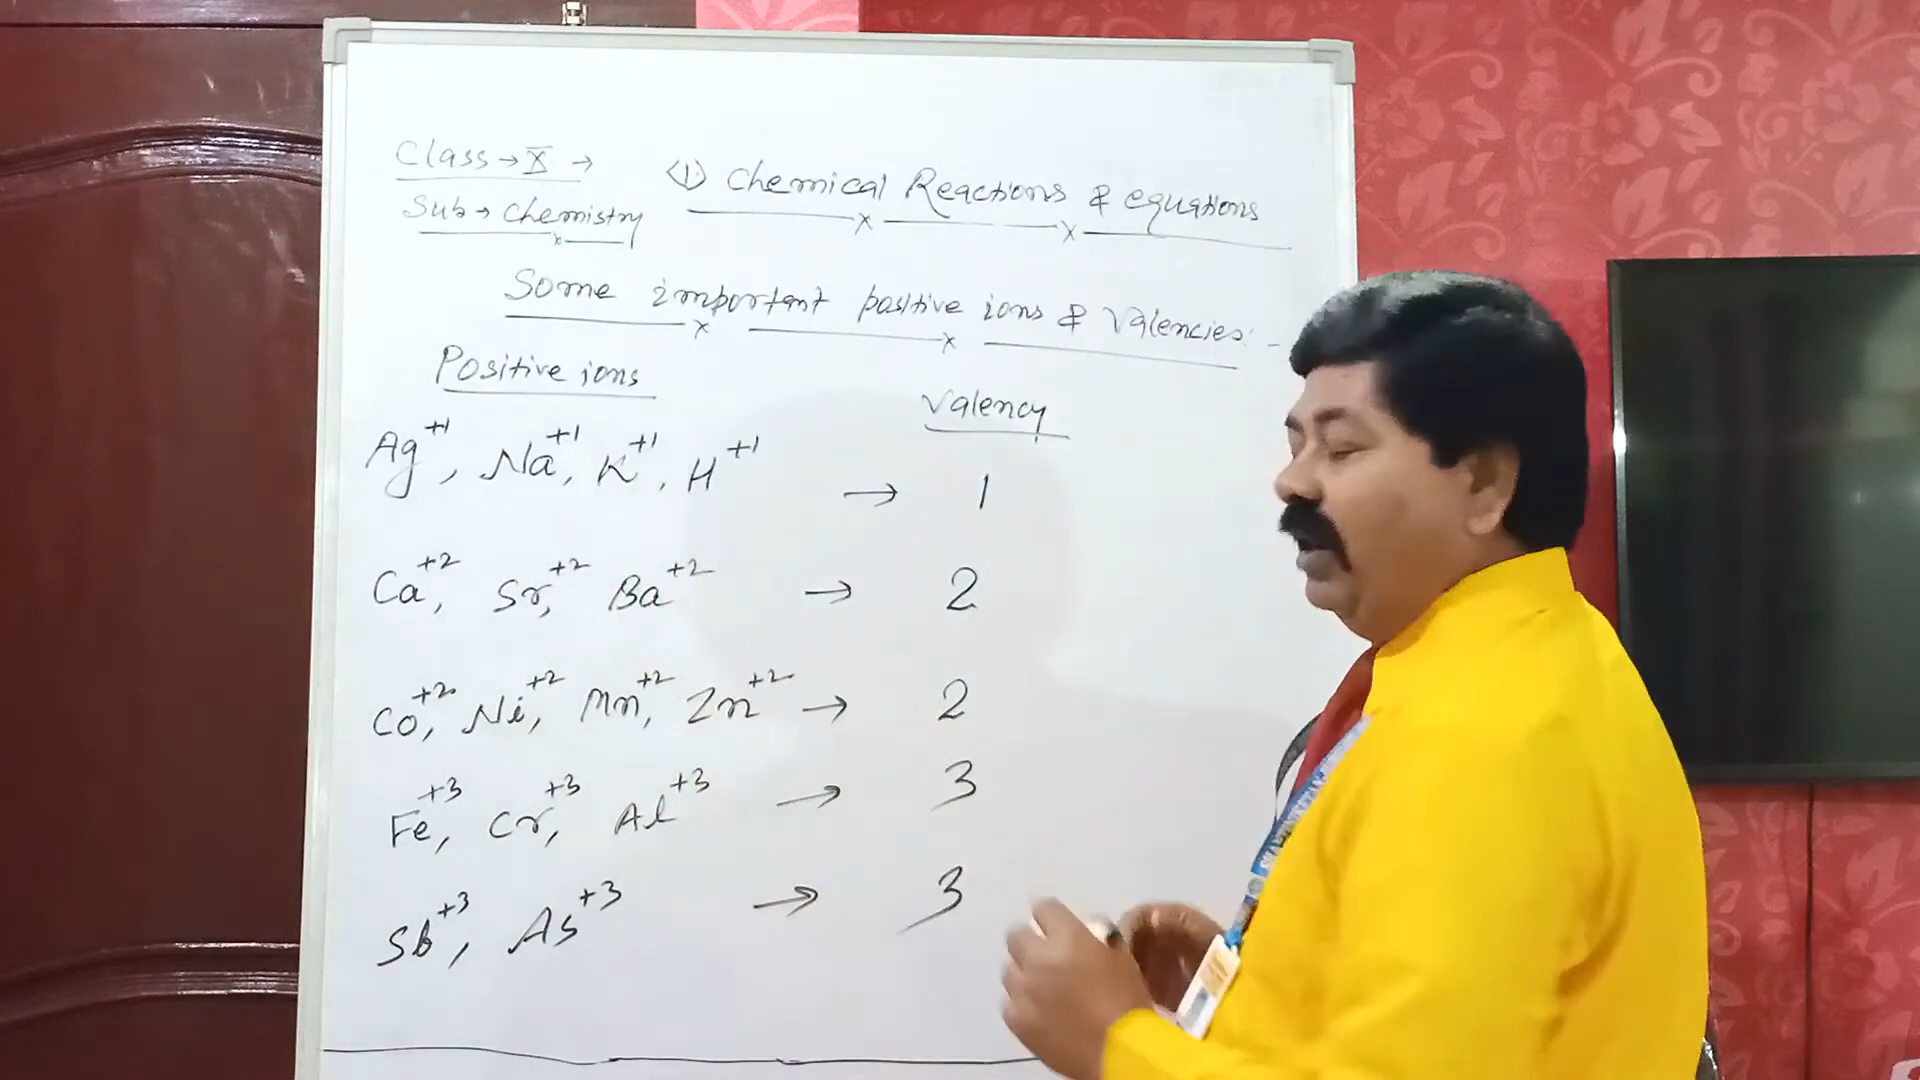 Class → X →
<1> Chemical Reactions & equations
Sub → Chemistry
Some important positive ions & Valencies: -
Positive ions
Valency
Ag+1, Na+1, K+1, H+1 → 1
Ca+2, Sr+2, Ba+2 → 2
Co+2, Ni+2, Mn+2, Zn+2 → 2
Fe+3, Cr+3, Al+3 → 3
Sb+3, As+3 → 3